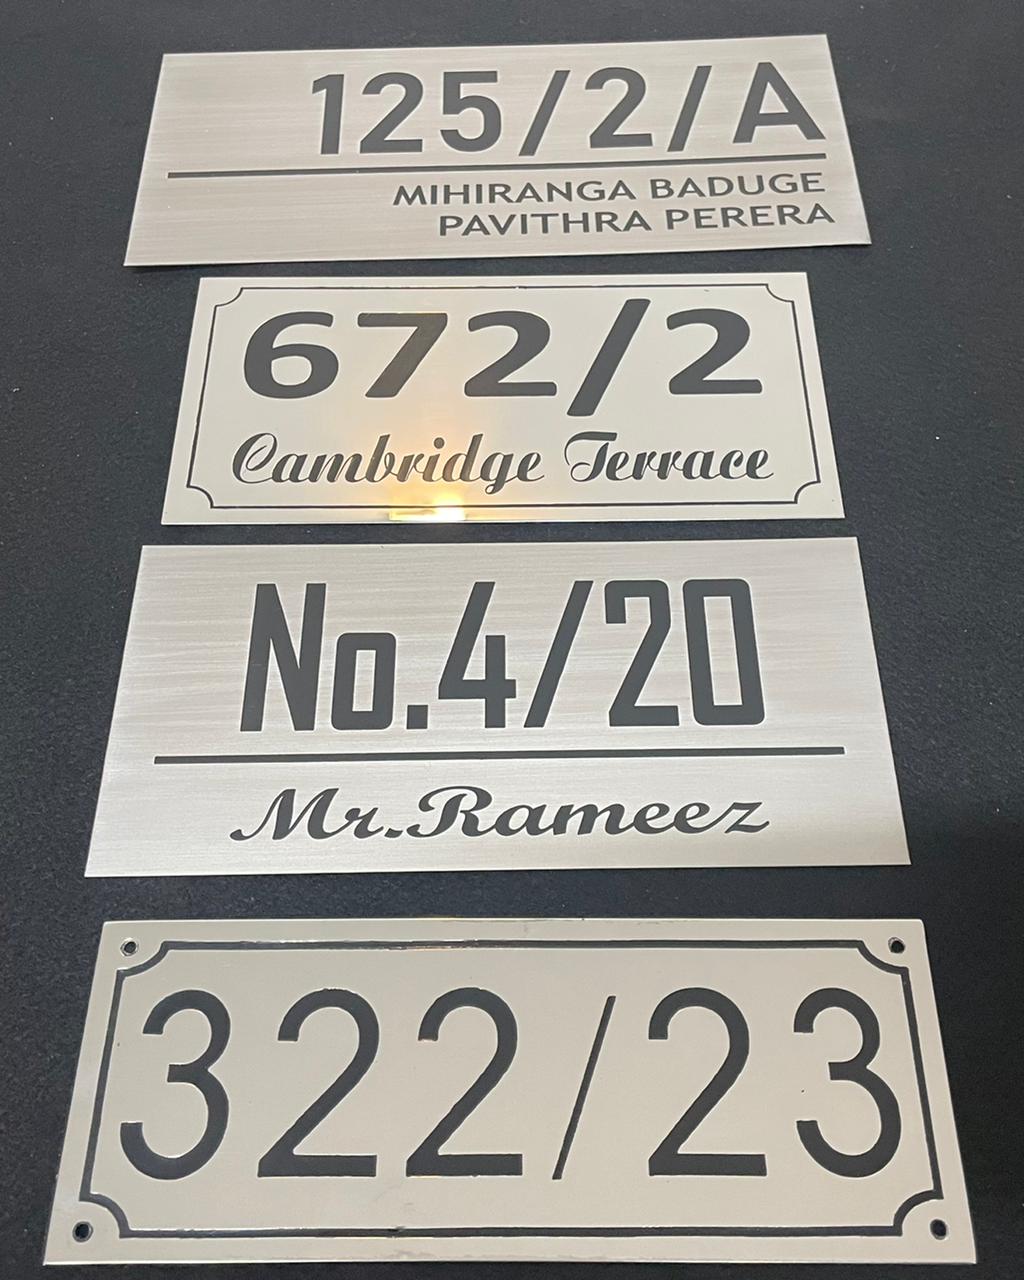 125/2/A
MIHIRANGA BADUGE
PAVITHRA PERERA
672/2
Cambridge Terrace
No.4/20
Mr.Rameez
322/23